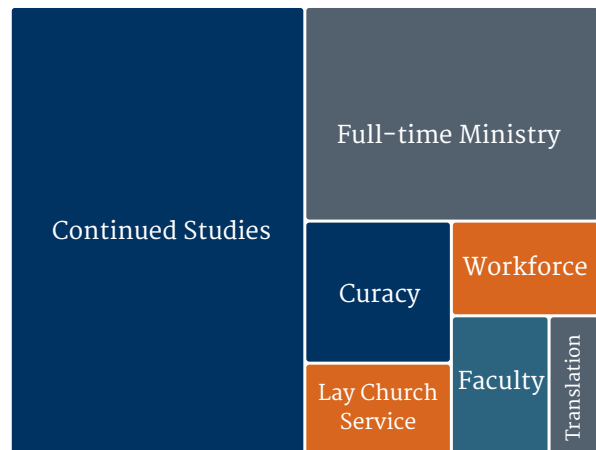 Continued Studies
Full-time Ministry
Curacy
Workforce
Lay Church
Service
Faculty
Translation